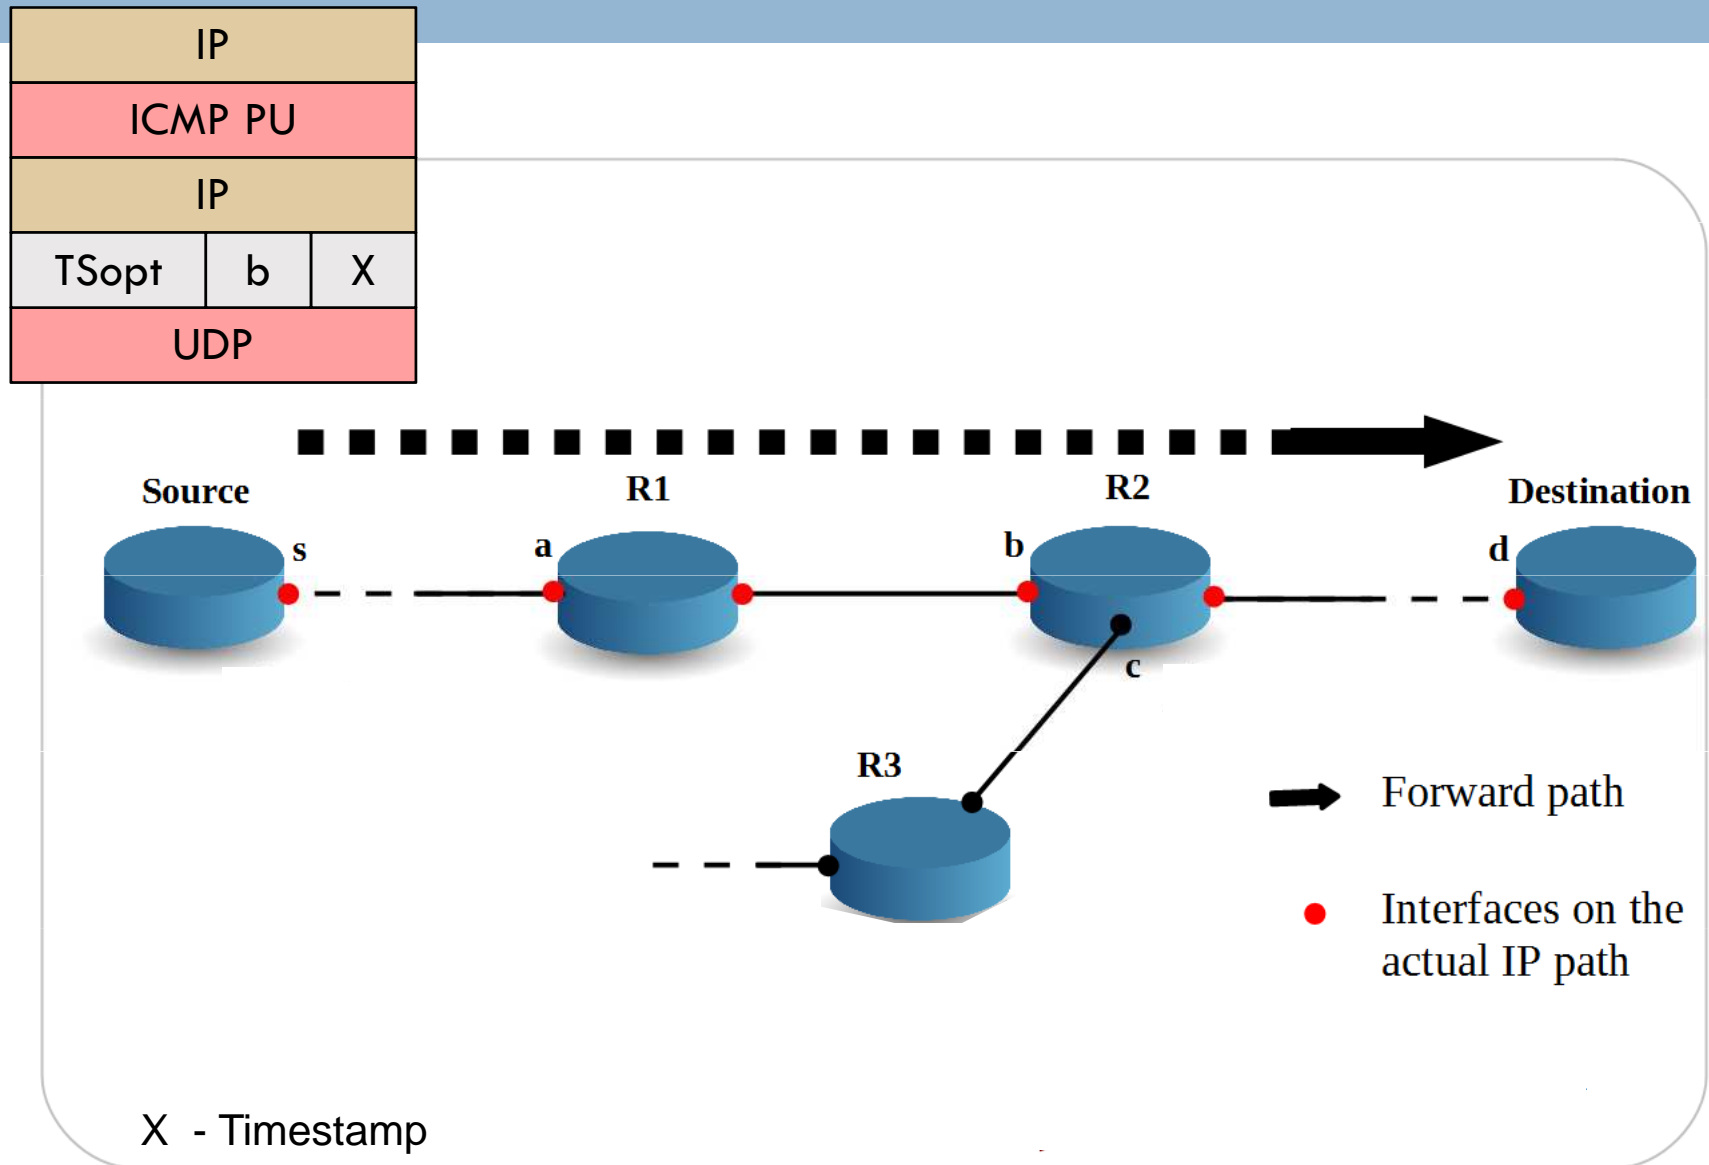 IP
ICMP PU
IP
TSopt b X
UDP
Source
R1
R2
Destination
s
a
b
d
c
R3
Forward path
Interfaces on the
actual IP path
X - Timestamp